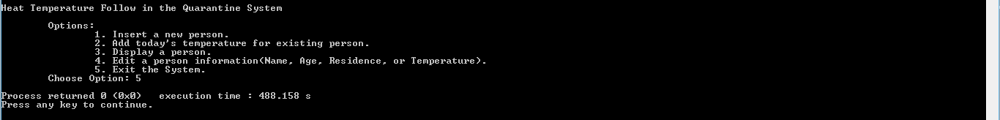 Heat Temperature Follow in the Quarantine System
Options:
1. Insert a new person.
2. Add today's temperature for existing person.
3. Display a person.
4. Edit a person information(Name, Age, Residence, or Temperature).
5. Exit the System.
Choose Option: 5
Process returned 0 (0x0)   execution time : 488.158 s
Press any key to continue.